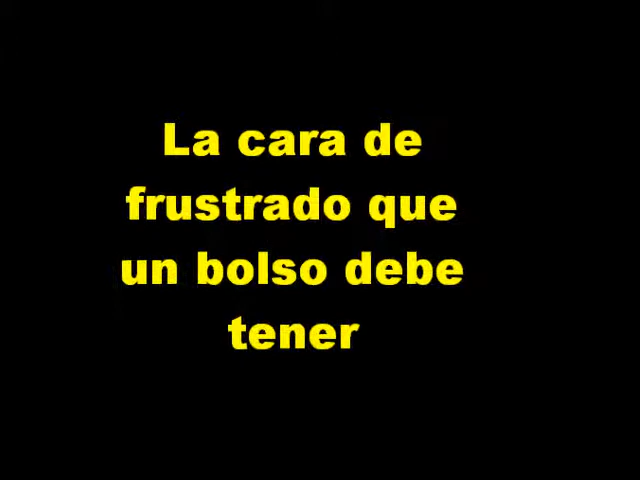 La cara de
frustrado que
un bolso debe
tener